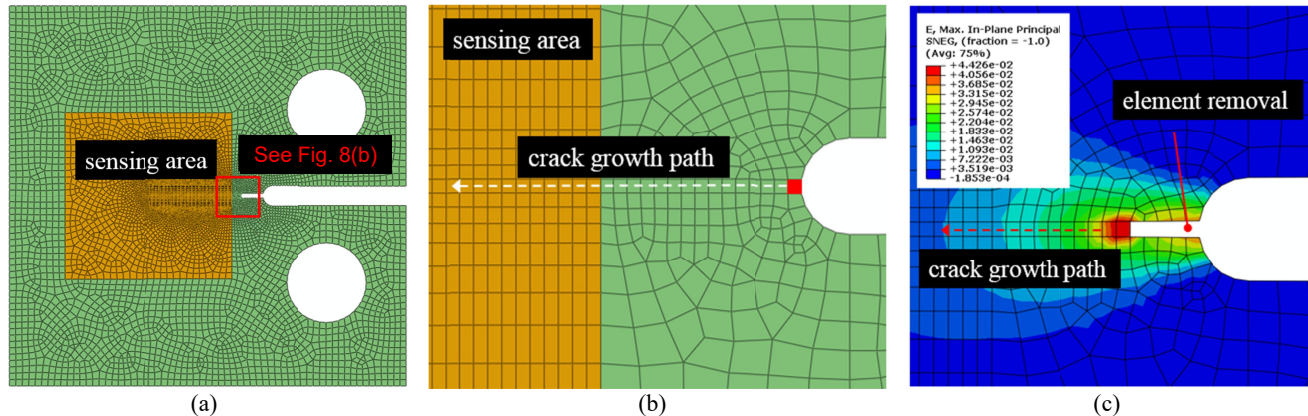 sensing area
See Fig. 8(b)
(a)
sensing area
crack growth path
(b)
E, Max. In-Plane Principal
SNEG, (fraction = -1.0)
(Avg: 75%)
+4.426e-02
+4.056e-02
+3.685e-02
+3.315e-02
+2.945e-02
+2.574e-02
+2.204e-02
+1.833e-02
+1.463e-02
+1.093e-02
+7.222e-03
+3.519e-03
-1.853e-04
element removal
crack growth path
(c)